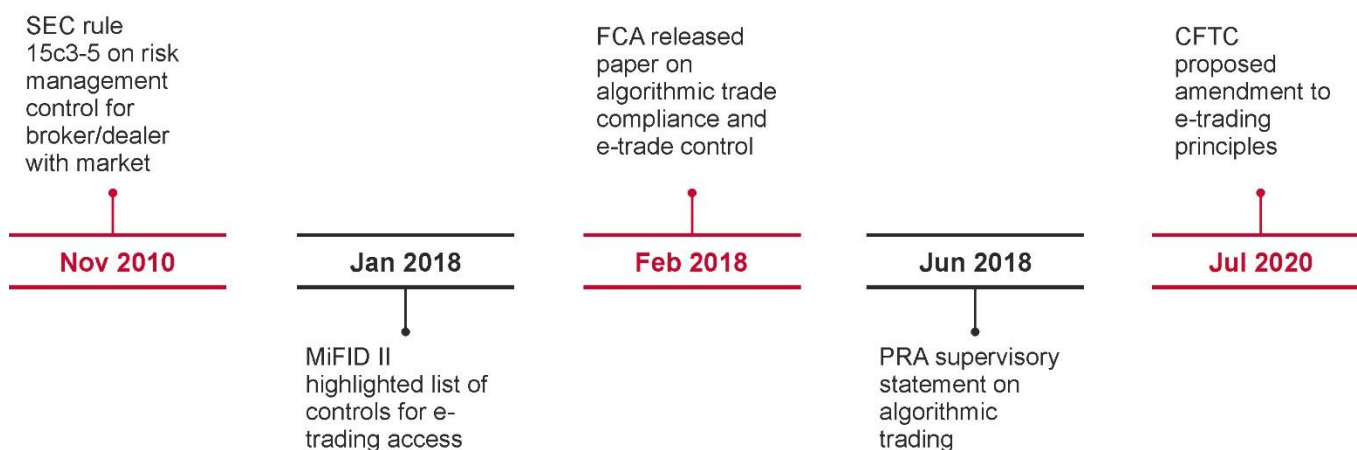 SEC rule
15c3-5 on risk
management
control for
broker/dealer
with market
FCA released
paper on
algorithmic trade
compliance and
e-trade control
CFTC
proposed
amendment to
e-trading
principles
Nov 2010
Jan 2018
Feb 2018
Jun 2018
Jul 2020
MiFID II
highlighted list of
controls for e-
trading access
PRA supervisory
statement on
algorithmic
trading